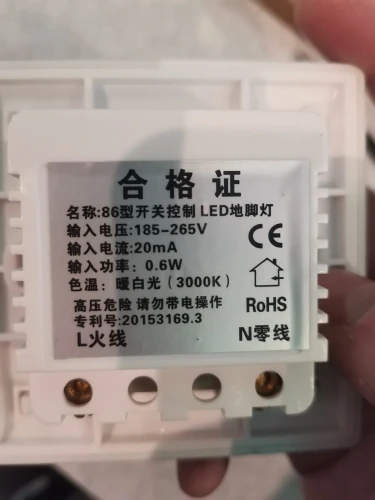 合格证
名称:86型开关控制 LED地脚灯
输入电压:185-265V
输入电流:20mA
输入功率: 0.6W
色温: 暖白光(3000K)
高压危险 请勿带电操作
专利号:20153169.3
CE
RoHS
L火线
N零线